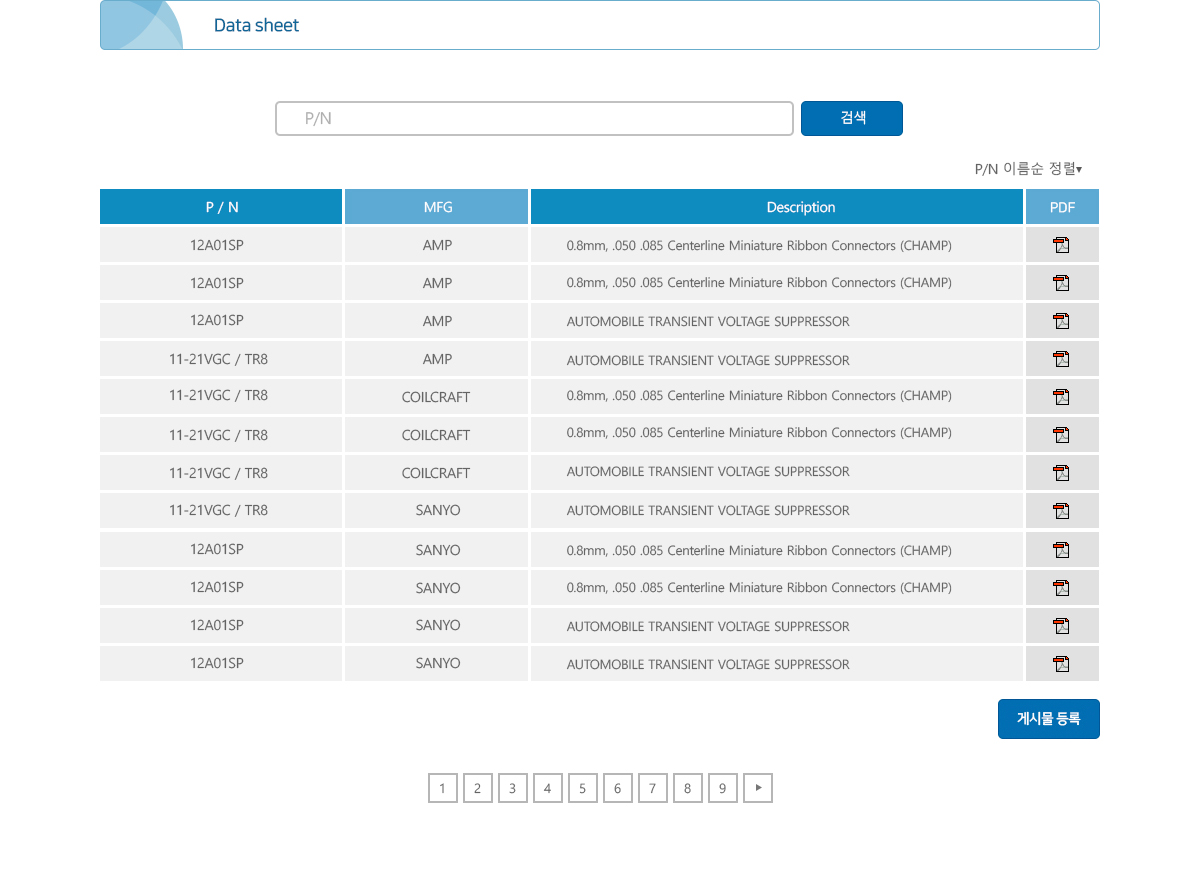 Data sheet
P/N
검색
P/N 이름순 정렬▾
P / N MFG Description PDF
12A01SP AMP 0.8mm, .050 .085 Centerline Miniature Ribbon Connectors (CHAMP)
12A01SP AMP 0.8mm, .050 .085 Centerline Miniature Ribbon Connectors (CHAMP)
12A01SP AMP AUTOMOBILE TRANSIENT VOLTAGE SUPPRESSOR
11-21VGC / TR8 AMP AUTOMOBILE TRANSIENT VOLTAGE SUPPRESSOR
11-21VGC / TR8 COILCRAFT 0.8mm, .050 .085 Centerline Miniature Ribbon Connectors (CHAMP)
11-21VGC / TR8 COILCRAFT 0.8mm, .050 .085 Centerline Miniature Ribbon Connectors (CHAMP)
11-21VGC / TR8 COILCRAFT AUTOMOBILE TRANSIENT VOLTAGE SUPPRESSOR
11-21VGC / TR8 SANYO AUTOMOBILE TRANSIENT VOLTAGE SUPPRESSOR
12A01SP SANYO 0.8mm, .050 .085 Centerline Miniature Ribbon Connectors (CHAMP)
12A01SP SANYO 0.8mm, .050 .085 Centerline Miniature Ribbon Connectors (CHAMP)
12A01SP SANYO AUTOMOBILE TRANSIENT VOLTAGE SUPPRESSOR
12A01SP SANYO AUTOMOBILE TRANSIENT VOLTAGE SUPPRESSOR
게시물 등록
1 2 3 4 5 6 7 8 9 ▸